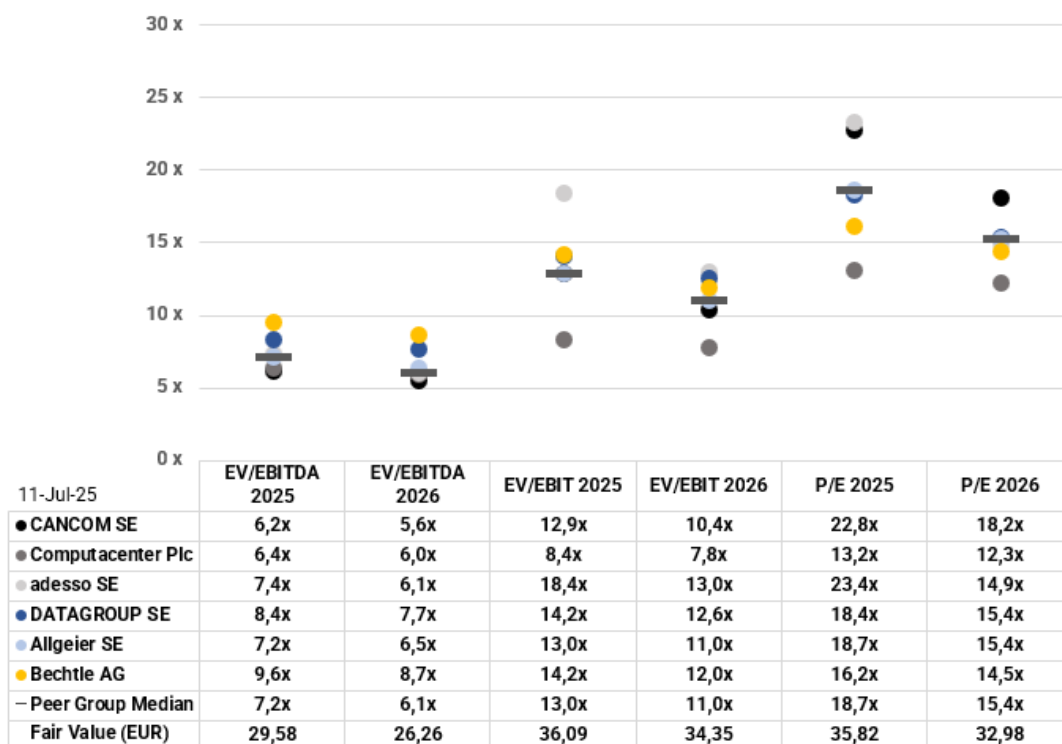 30 x
25 x
20 x
15 x
10 x
5 x
0 x
11-Jul-25 EV/EBITDA 2025 EV/EBITDA 2026 EV/EBIT 2025 EV/EBIT 2026 P/E 2025 P/E 2026
CANCOM SE 6,2x 5,6x 12,9x 10,4x 22,8x 18,2x
Computacenter Plc 6,4x 6,0x 8,4x 7,8x 13,2x 12,3x
adesso SE 7,4x 6,1x 18,4x 13,0x 23,4x 14,9x
DATAGROUP SE 8,4x 7,7x 14,2x 12,6x 18,4x 15,4x
Allgeier SE 7,2x 6,5x 13,0x 11,0x 18,7x 15,4x
Bechtle AG 9,6x 8,7x 14,2x 12,0x 16,2x 14,5x
Peer Group Median 7,2x 6,1x 13,0x 11,0x 18,7x 15,4x
Fair Value (EUR) 29,58 26,26 36,09 34,35 35,82 32,98